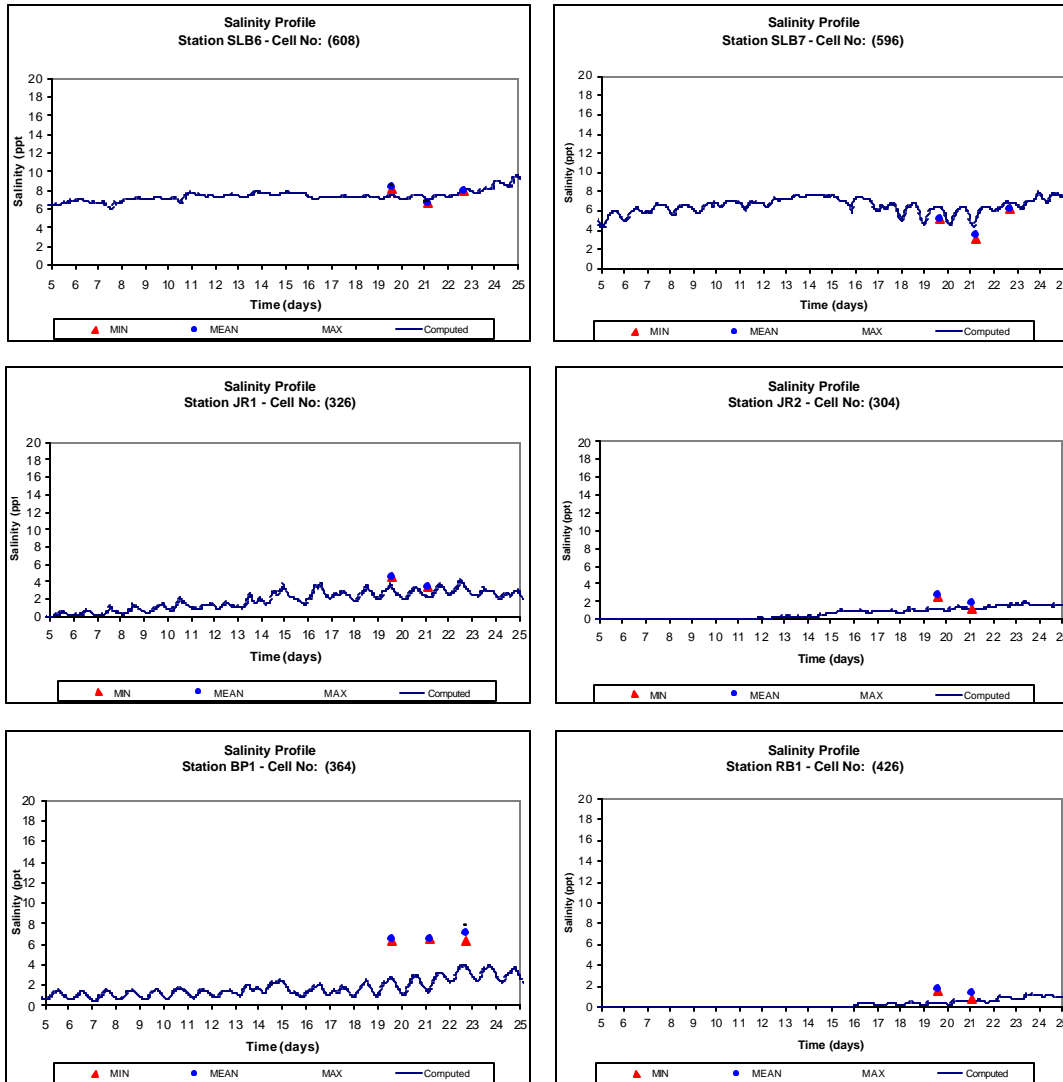 Salinity Profile
Station SLB6 - Cell No: (608)
20
18
16
14
12
10
8
6
4
2
0
Salinity (ppt
5 6 7 8 9 10 11 12 13 14 15 16 17 18 19 20 21 22 23 24 25
Time (days)
MIN MEAN MAX Computed
Salinity Profile
Station SLB7 - Cell No: (596)
20
18
16
14
12
10
8
6
4
2
0
Salinity (ppt)
5 6 7 8 9 10 11 12 13 14 15 16 17 18 19 20 21 22 23 24 2
Time (days)
MIN MEAN MAX Computed
Salinity Profile
Station JR1 - Cell No: (326)
20
18
16
14
12
10
8
6
4
2
0
Salinity (ppt
5 6 7 8 9 10 11 12 13 14 15 16 17 18 19 20 21 22 23 24 25
Time (days)
MIN MEAN MAX Computed
Salinity Profile
Station JR2 - Cell No: (304)
20
18
16
14
12
10
8
6
4
2
0
Salinity (ppt)
5 6 7 8 9 10 11 12 13 14 15 16 17 18 19 20 21 22 23 24 2
Time (days)
MIN MEAN MAX Computed
Salinity Profile
Station BP1 - Cell No: (364)
20
18
16
14
12
10
8
6
4
2
0
Salinity (ppt
5 6 7 8 9 10 11 12 13 14 15 16 17 18 19 20 21 22 23 24 25
Time (days)
MIN MEAN MAX Computed
Salinity Profile
Station RB1 - Cell No: (426)
20
18
16
14
12
10
8
6
4
2
0
Salinity (ppt)
5 6 7 8 9 10 11 12 13 14 15 16 17 18 19 20 21 22 23 24 2
Time (days)
MIN MEAN MAX Computed